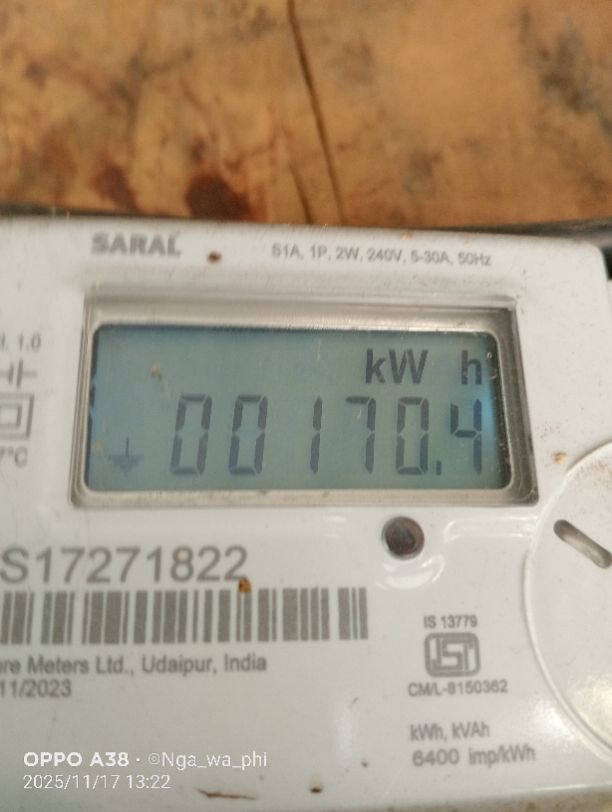 SARAL
S1A, 1P, 2W, 240V, 5-30A, 50Hz
1.0
kW h
00170.4
7°C
S17271822
IS 13779
ISI
re Meters Ltd., Udaipur, India
11/2023
CM/L-8150362
kWh, kVAh
6400 imp/kWh
OPPO A38 · ©Nga_wa_phi
2025/11/17 13:22